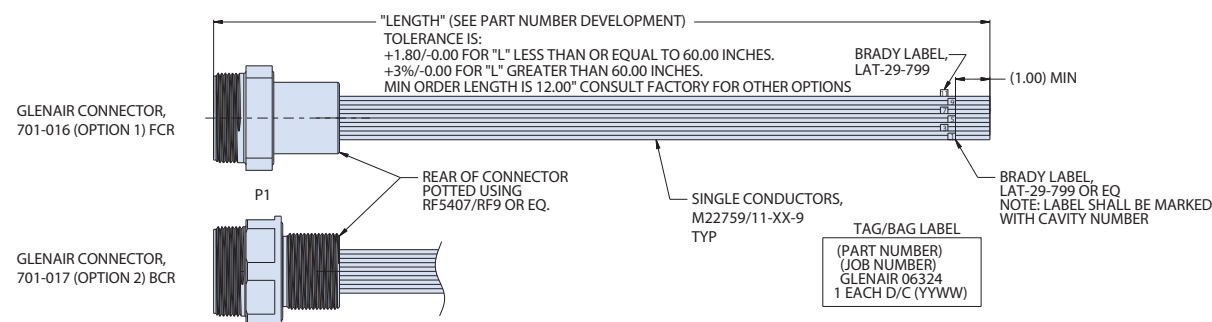 "LENGTH" (SEE PART NUMBER DEVELOPMENT)
TOLERANCE IS:
+1.80/-0.00 FOR "L" LESS THAN OR EQUAL TO 60.00 INCHES.
+3%/-0.00 FOR "L" GREATER THAN 60.00 INCHES.
MIN ORDER LENGTH IS 12.00" CONSULT FACTORY FOR OTHER OPTIONS
BRADY LABEL,
LAT-29-799
(1.00) MIN
GLENAIR CONNECTOR,
701-016 (OPTION 1) FCR
P1
REAR OF CONNECTOR
POTTED USING
RF5407/RF9 OR EQ.
SINGLE CONDUCTORS,
M22759/11-XX-9
TYP
BRADY LABEL,
LAT-29-799 OR EQ
NOTE: LABEL SHALL BE MARKED
WITH CAVITY NUMBER
TAG/BAG LABEL
(PART NUMBER)
(JOB NUMBER)
GLENAIR 06324
1 EACH D/C (YYWW)
GLENAIR CONNECTOR,
701-017 (OPTION 2) BCR